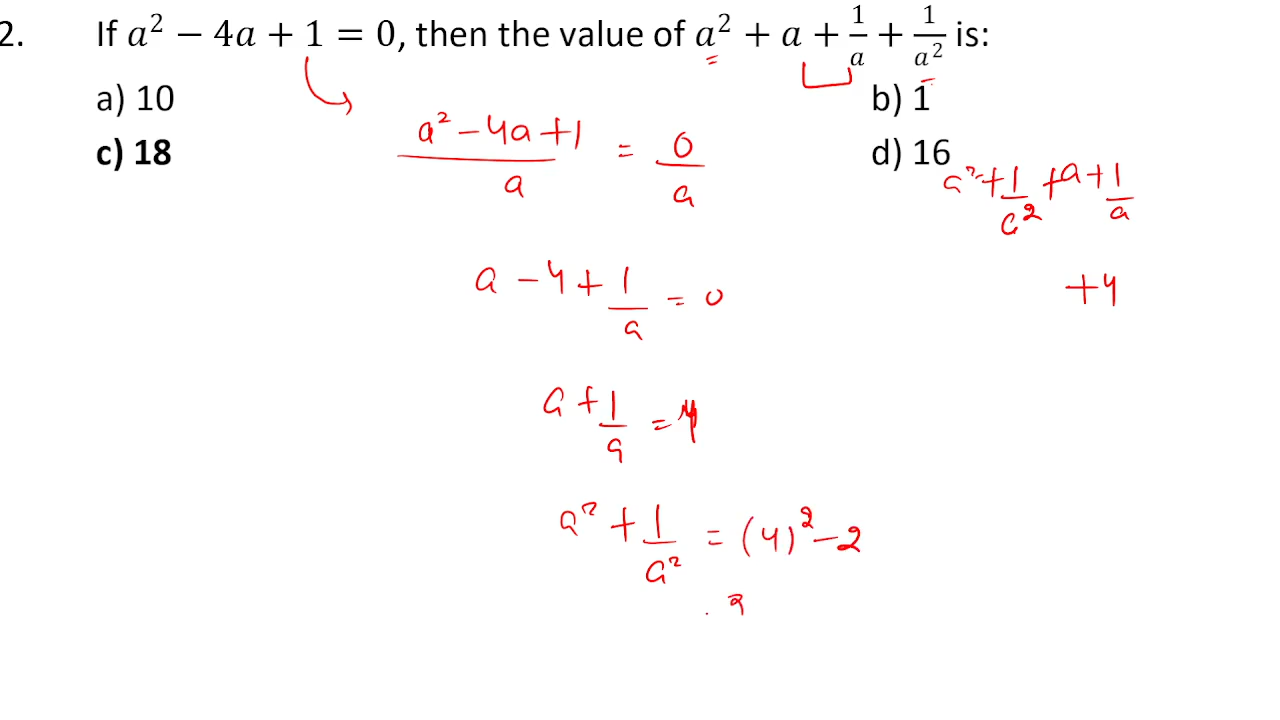 2. If a² − 4a + 1 = 0, then the value of a² + a + 1/a + 1/a² is:
a) 10 b) 1
c) 18 d) 16
(a² − 4a + 1)/a = 0/a
a² + 1/a² + a + 1/a
a − 4 + 1/a = 0
+4
a + 1/a = 4
a² + 1/a² = (4)² − 2